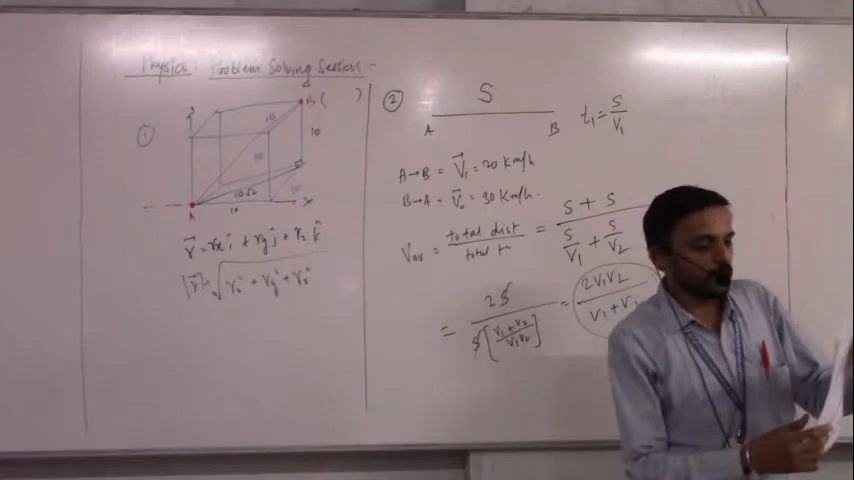 Physics: Problem Solving Session -
①
B ( )
10
10
10
10√2
10
10
A
X
r⃗ = rx î + ry ĵ + rz k̂
|r⃗| = √rx² + ry² + rz²
②
S
A B
t₁ = S/V₁
A→B = V⃗₁ = 20 km/h
B→A = V⃗₂ = 30 km/h.
Vav = total dist / total t = S + S / S/V₁ + S/V₂
= 2S / S[V₁ + V₂ / V₁V₂] = 2V₁V₂ / V₁ + V₂